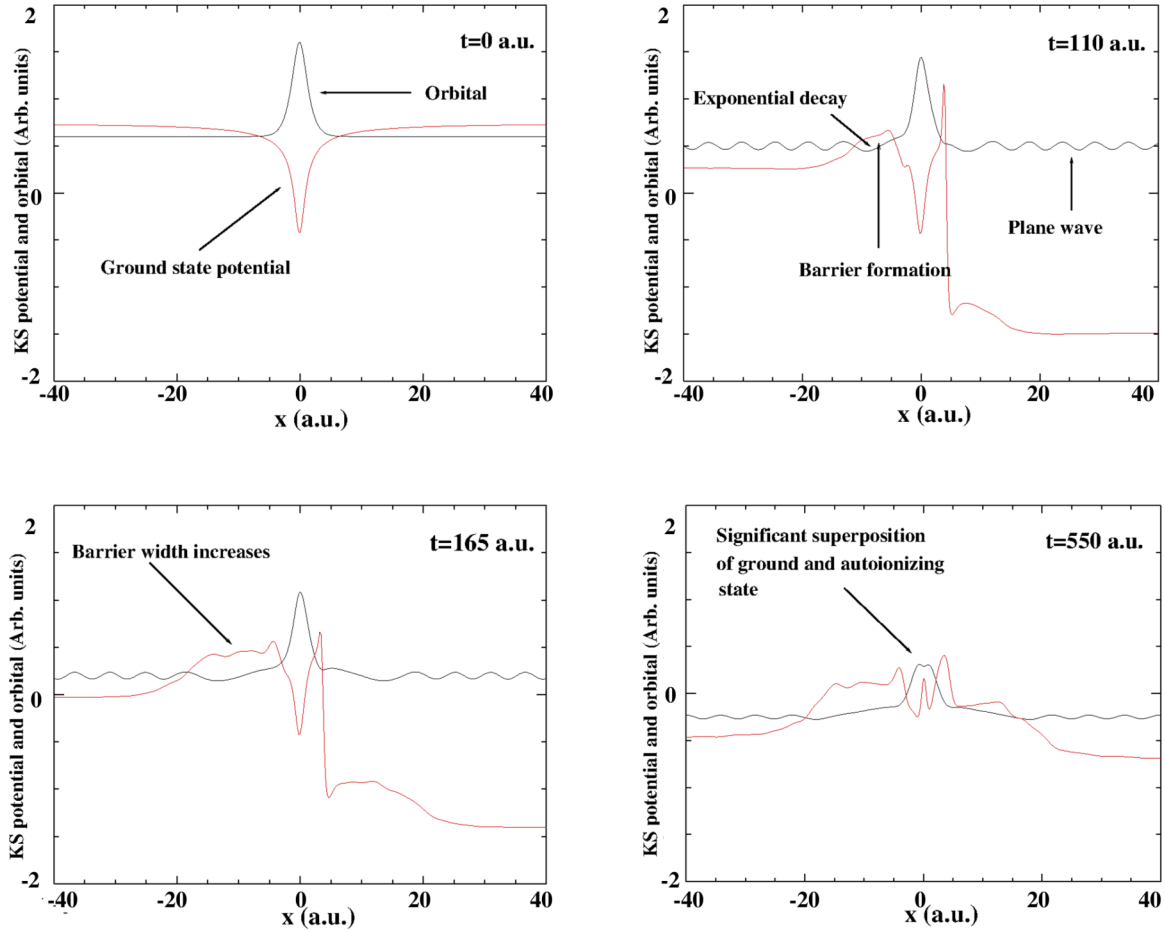 2
t=0 a.u.
Orbital
0
Ground state potential
-2
-40
-20
0
20
40
x (a.u.)
KS potential and orbital (Arb. units)
2
t=110 a.u.
Exponential decay
0
Plane wave
Barrier formation
-2
-40
-20
0
20
40
x (a.u.)
KS potential and orbital (Arb. units)
2
t=165 a.u.
Barrier width increases
0
-2
-40
-20
0
20
40
x (a.u.)
KS potential and orbital (Arb. units)
2
Significant superposition
of ground and autoionizing
state
t=550 a.u.
0
-2
-40
-20
0
20
40
x (a.u.)
KS potential and orbital (Arb. units)